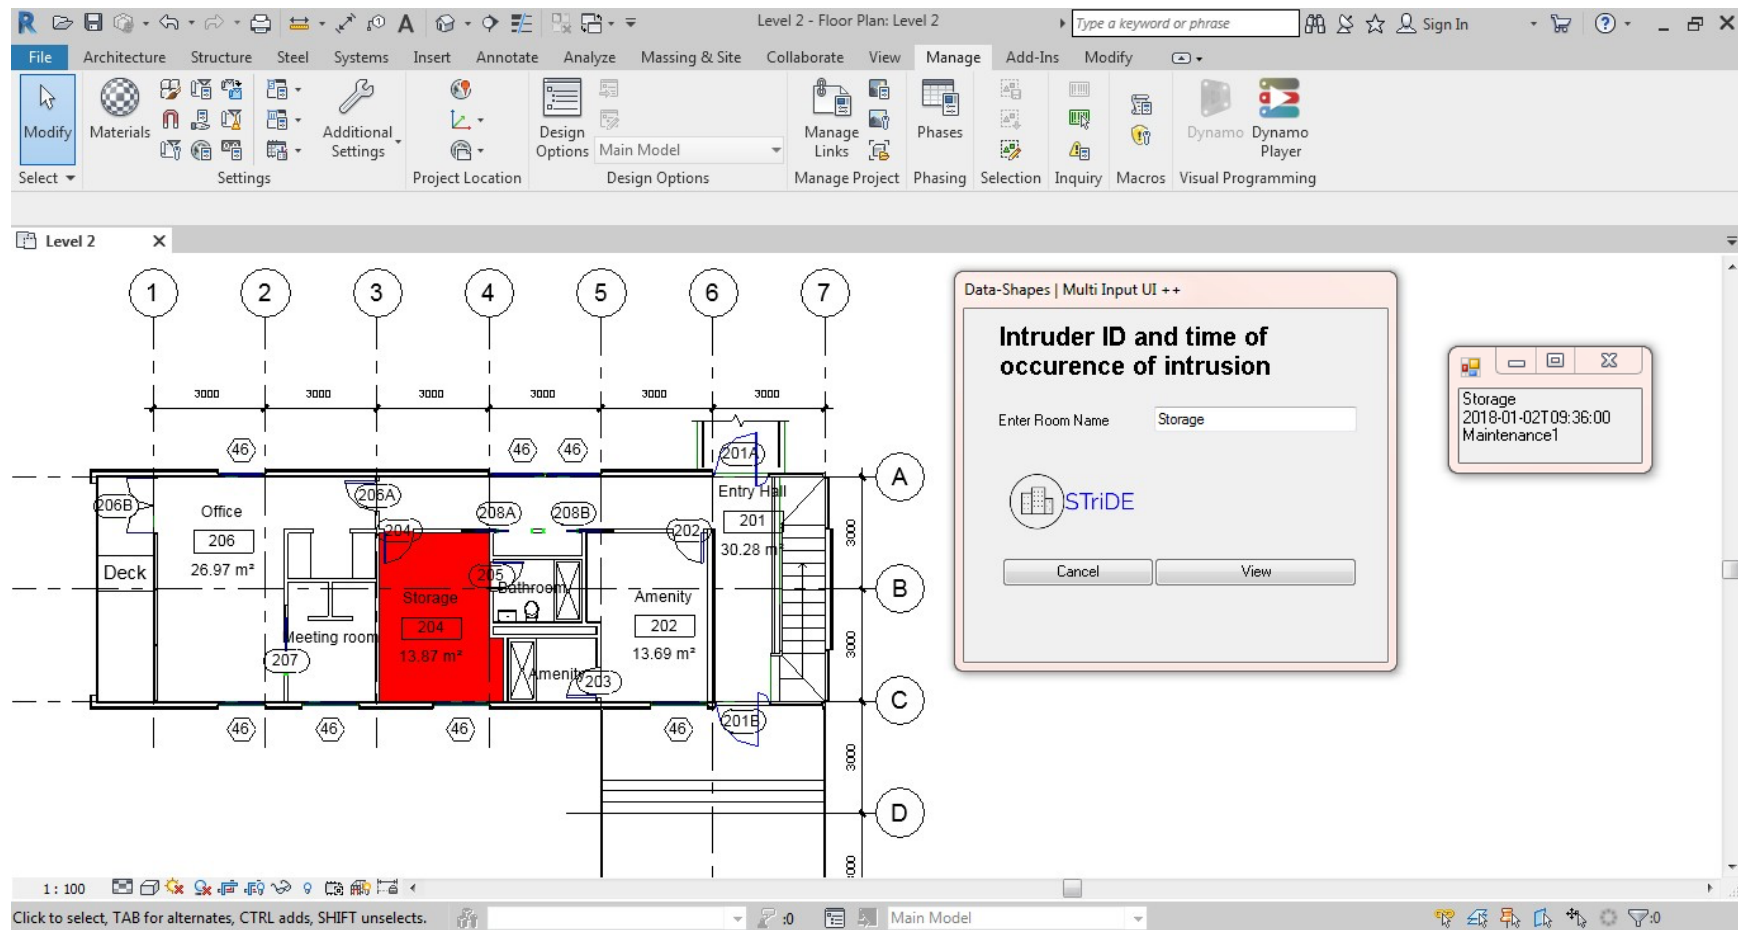 Level 2 - Floor Plan: Level 2
Type a keyword or phrase
Sign In
File Architecture Structure Steel Systems Insert Annotate Analyze Massing & Site Collaborate View Manage Add-Ins Modify
Modify
Materials
Additional Settings
Design Options
Main Model
Manage Links
Phases
Dynamo
Dynamo Player
Select
Settings
Project Location
Design Options
Manage Project
Phasing
Selection
Inquiry
Macros
Visual Programming
Level 2
1 2 3 4 5 6 7
3000 3000 3000 3000 3000 3000
46 46 46
201A
A
206B
206A
Office
206
26.97 m²
204
208A
208B
202
Entry Hall
201
30.28 m²
3000
Deck
205
Bathroom
B
Storage
204
13.87 m²
Amenity
202
13.69 m²
Meeting room
207
3000
Amenity
203
C
46 46 46 46
201B
3000
D
3000
Data-Shapes | Multi Input UI ++
Intruder ID and time of
occurence of intrusion
Enter Room Name
Storage
STriDE
Cancel
View
Storage
2018-01-02T09:36:00
Maintenance1
1 : 100
Click to select, TAB for alternates, CTRL adds, SHIFT unselects.
:0
Main Model
:0